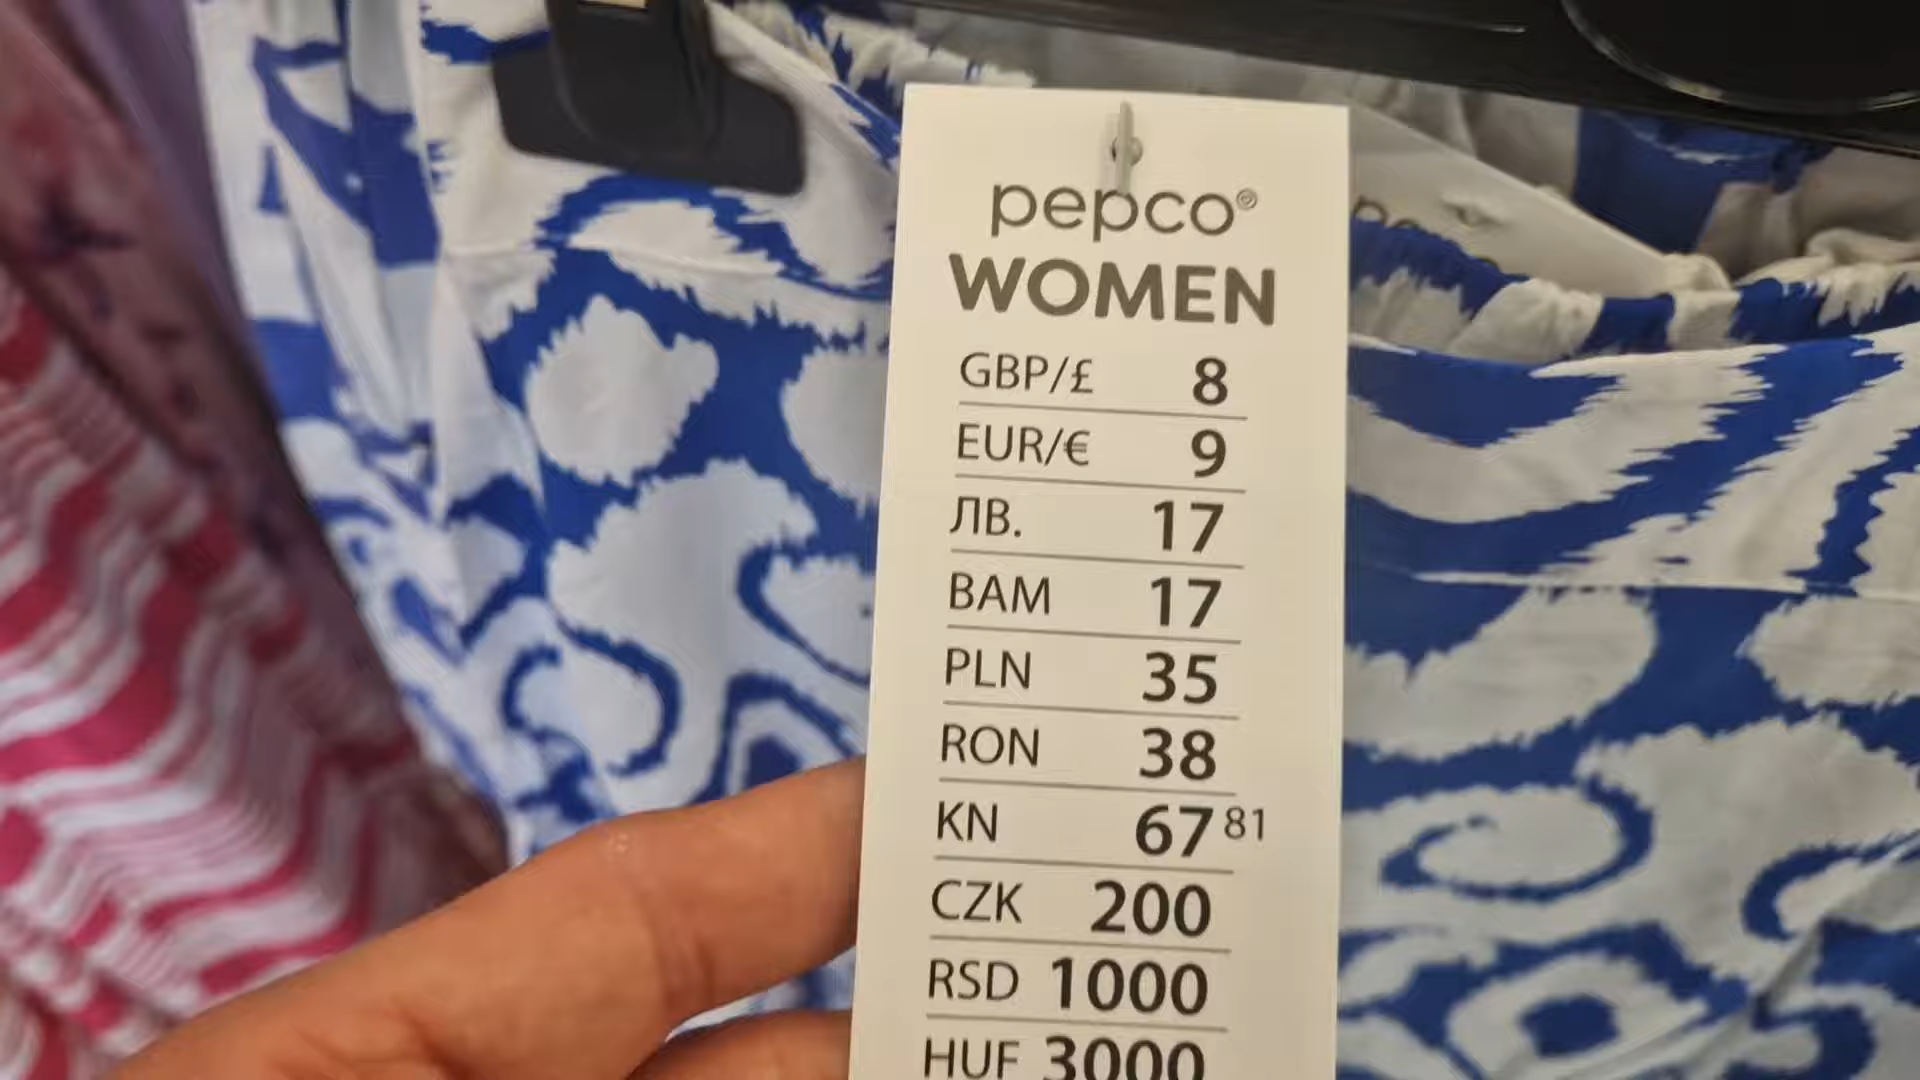 pepco®
WOMEN
GBP/£ 8
EUR/€ 9
ЛВ. 17
BAM 17
PLN 35
RON 38
KN 67 81
CZK 200
RSD 1000
HUF 3000